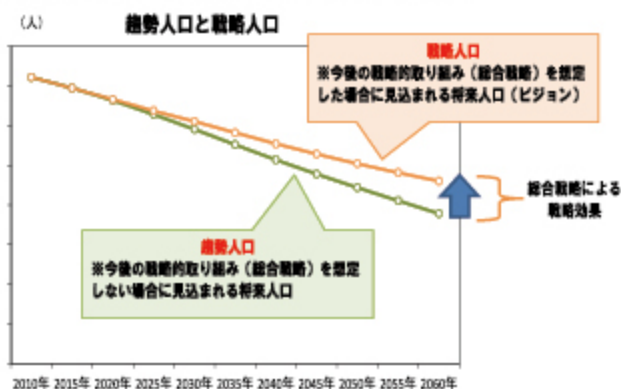 （人）
趨勢人口と戦略人口
戦略人口
※今後の戦略的取り組み（総合戦略）を想定
した場合に見込まれる将来人口（ビジョン）
総合戦略による
戦略効果
趨勢人口
※今後の戦略的取り組み（総合戦略）を想定
しない場合に見込まれる将来人口
2010年 2015年 2020年 2025年 2030年 2035年 2040年 2045年 2050年 2055年 2060年